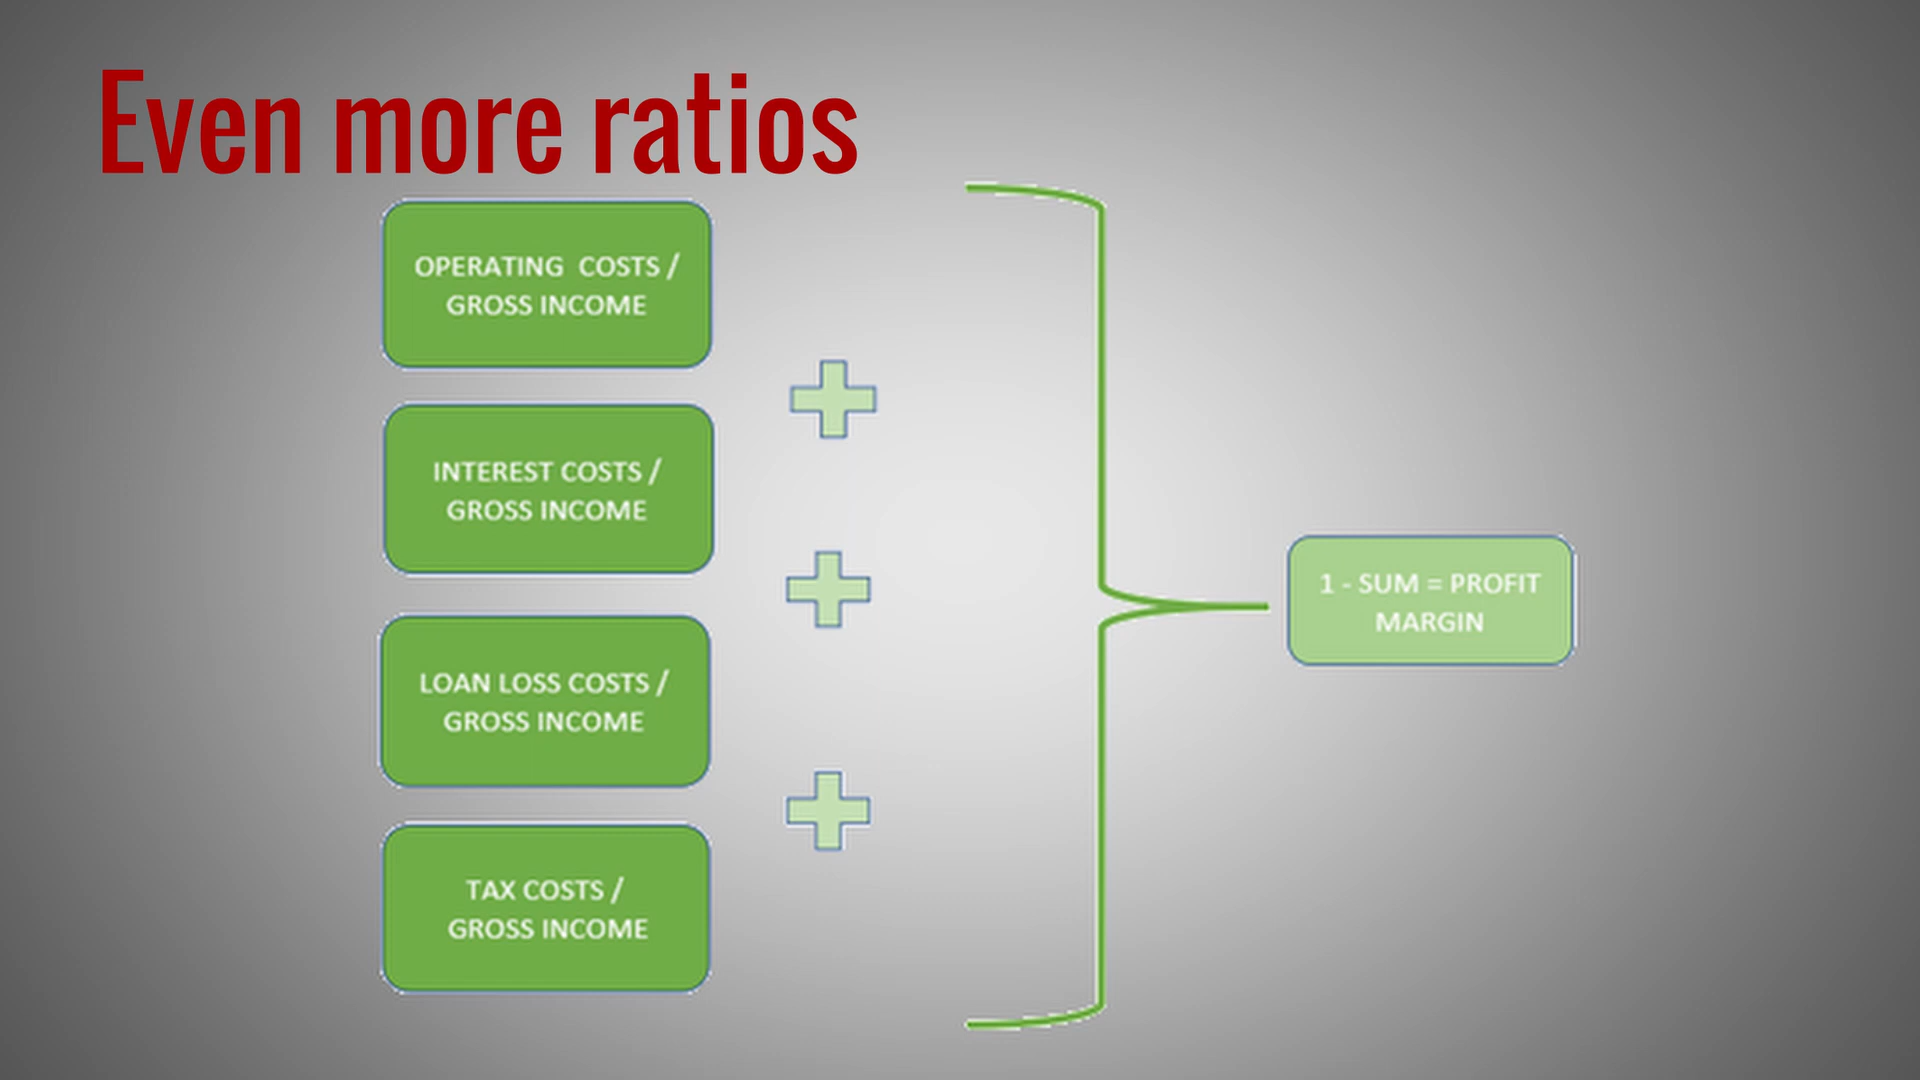 Even more ratios
OPERATING COSTS /
GROSS INCOME
INTEREST COSTS /
GROSS INCOME
LOAN LOSS COSTS /
GROSS INCOME
TAX COSTS /
GROSS INCOME
1 - SUM = PROFIT
MARGIN